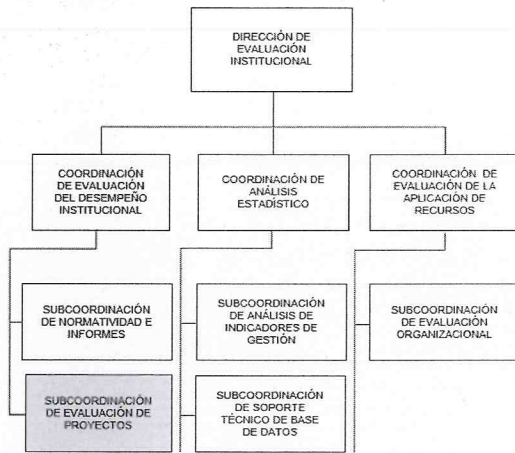 DIRECCIÓN DE
EVALUACIÓN
INSTITUCIONAL
COORDINACIÓN
DE EVALUACIÓN
DEL DESEMPEÑO
INSTITUCIONAL
COORDINACIÓN DE
ANÁLISIS
ESTADÍSTICO
COORDINACIÓN DE
EVALUACIÓN DE LA
APLICACIÓN DE
RECURSOS
SUBCOORDINACIÓN
DE NORMATIVIDAD E
INFORMES
SUBCOORDINACIÓN
DE ANÁLISIS DE
INDICADORES DE
GESTIÓN
SUBCOORDINACIÓN
DE EVALUACIÓN
ORGANIZACIONAL
SUBCOORDINACIÓN
DE EVALUACIÓN DE
PROYECTOS
SUBCOORDINACIÓN
DE SOPORTE
TÉCNICO DE BASE
DE DATOS